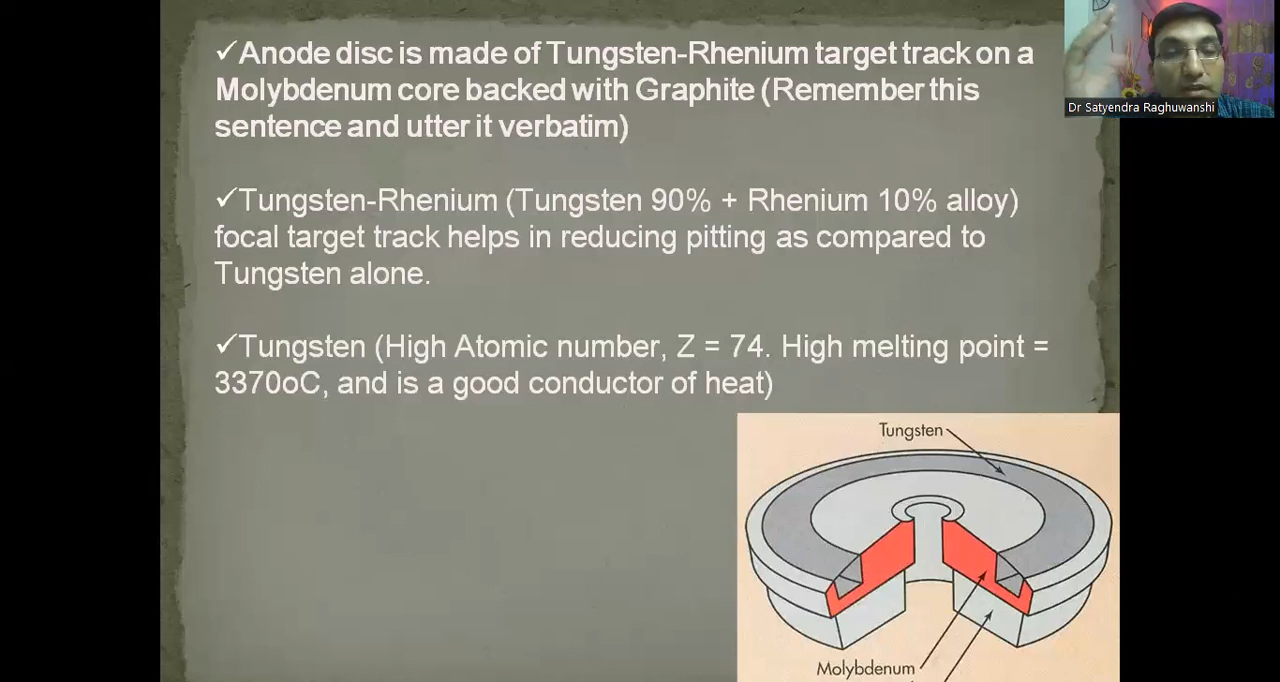 ✓Anode disc is made of Tungsten-Rhenium target track on a
Molybdenum core backed with Graphite (Remember this
sentence and utter it verbatim)
✓Tungsten-Rhenium (Tungsten 90% + Rhenium 10% alloy)
focal target track helps in reducing pitting as compared to
Tungsten alone.
✓Tungsten (High Atomic number, Z = 74. High melting point =
3370oC, and is a good conductor of heat)
Dr Satyendra Raghuwanshi
Tungsten
Molybdenum